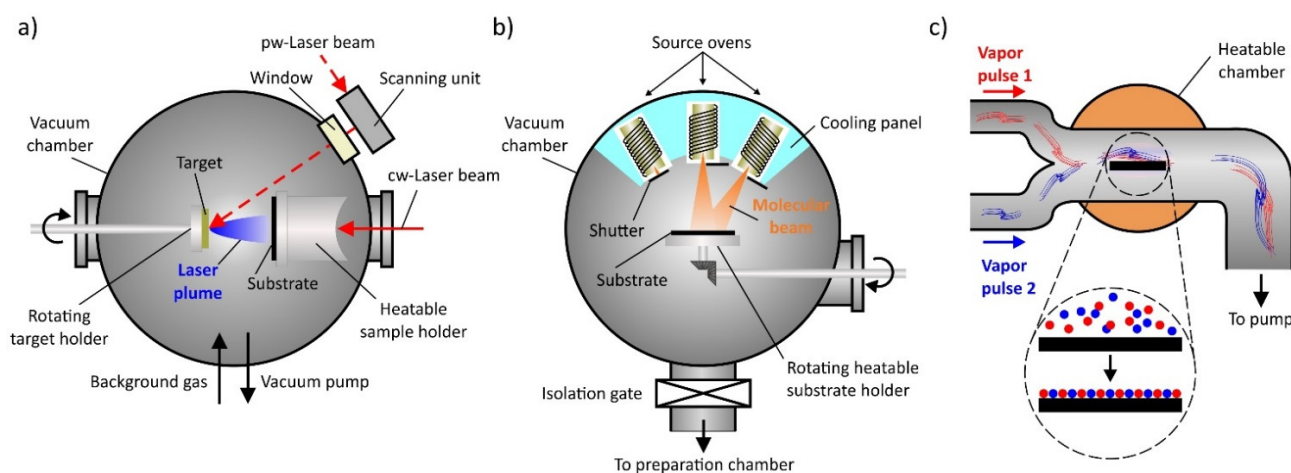 a)
pw-Laser beam
Window
Scanning unit
Vacuum
chamber
Target
cw-Laser beam
Laser
plume
Substrate
Rotating
target holder
Heatable
sample holder
Background gas
Vacuum pump
b)
Source ovens
Vacuum
chamber
Cooling panel
Shutter
Molecular
beam
Substrate
Rotating heatable
substrate holder
Isolation gate
To preparation chamber
c)
Vapor
pulse 1
Heatable
chamber
Vapor
pulse 2
To pump